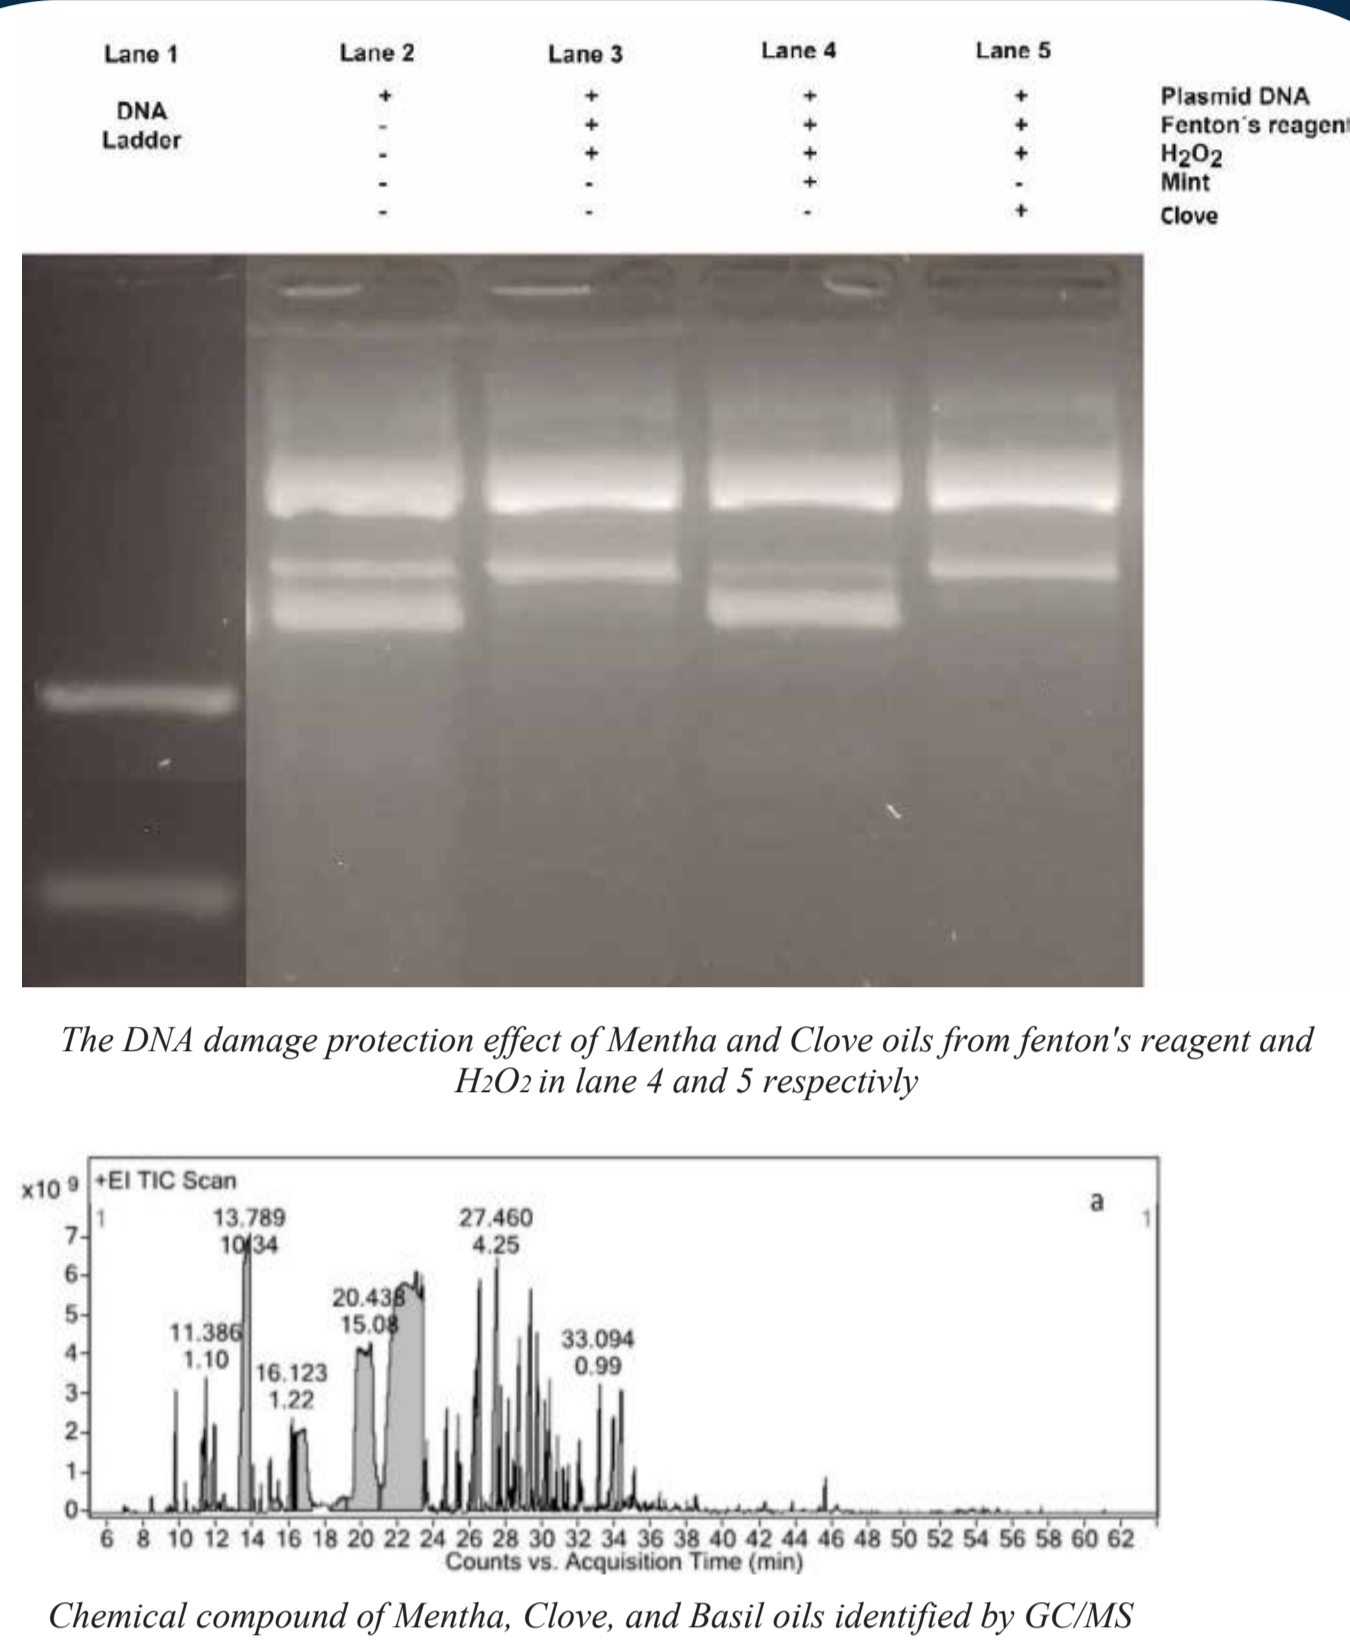 Lane 1 Lane 2 Lane 3 Lane 4 Lane 5
DNA
Ladder
+ + + + Plasmid DNA
- + + + Fenton´s reagent
- + + + H2O2
- - + - Mint
- - - + Clove
The DNA damage protection effect of Mentha and Clove oils from fenton's reagent and
H2O2 in lane 4 and 5 respectivly
x10 9 +EI TIC Scan
a
1 1
13.789
10.34
27.460
4.25
20.438
15.08
11.386
1.10
33.094
0.99
16.123
1.22
7
6
5
4
3
2
1
0
6 8 10 12 14 16 18 20 22 24 26 28 30 32 34 36 38 40 42 44 46 48 50 52 54 56 58 60 62
Counts vs. Acquisition Time (min)
Chemical compound of Mentha, Clove, and Basil oils identified by GC/MS